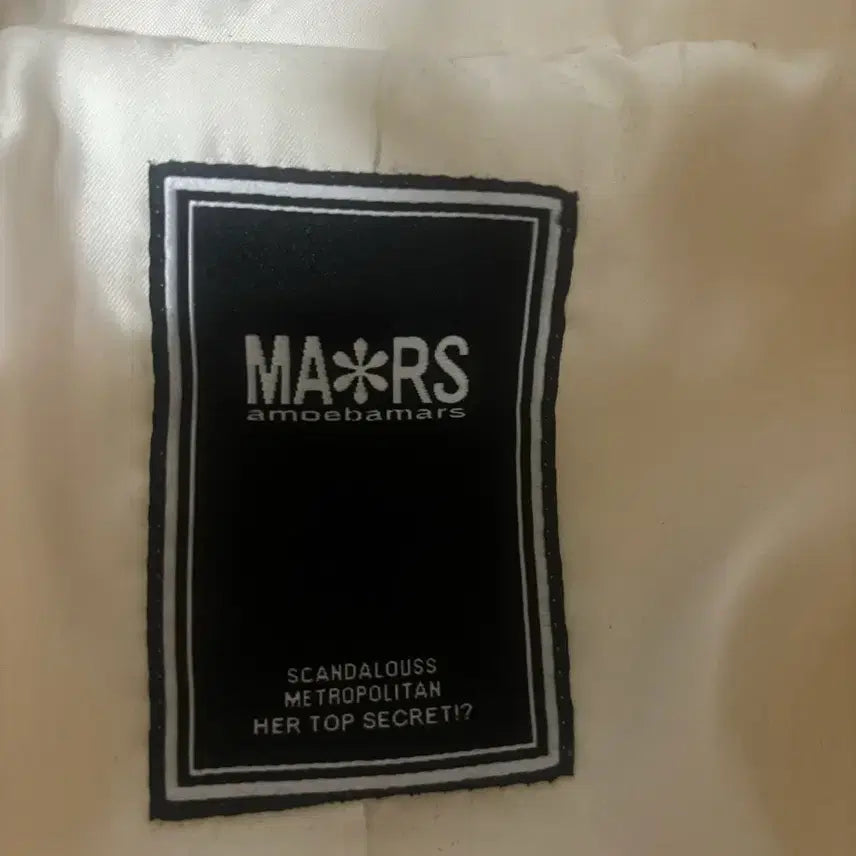 MA*RS
amoebamars
SCANDALOUSS
METROPOLITAN
HER TOP SECRET!?